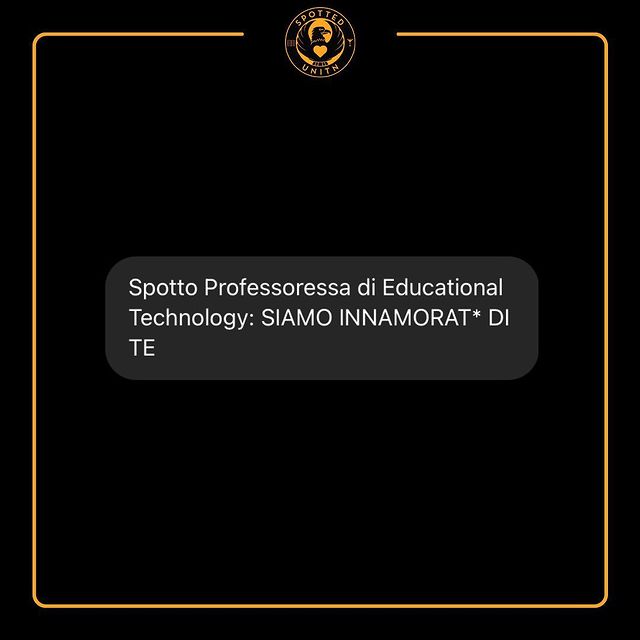 SPOTTED
UNITN
Spotto Professoressa di Educational
Technology: SIAMO INNAMORAT* DI
TE